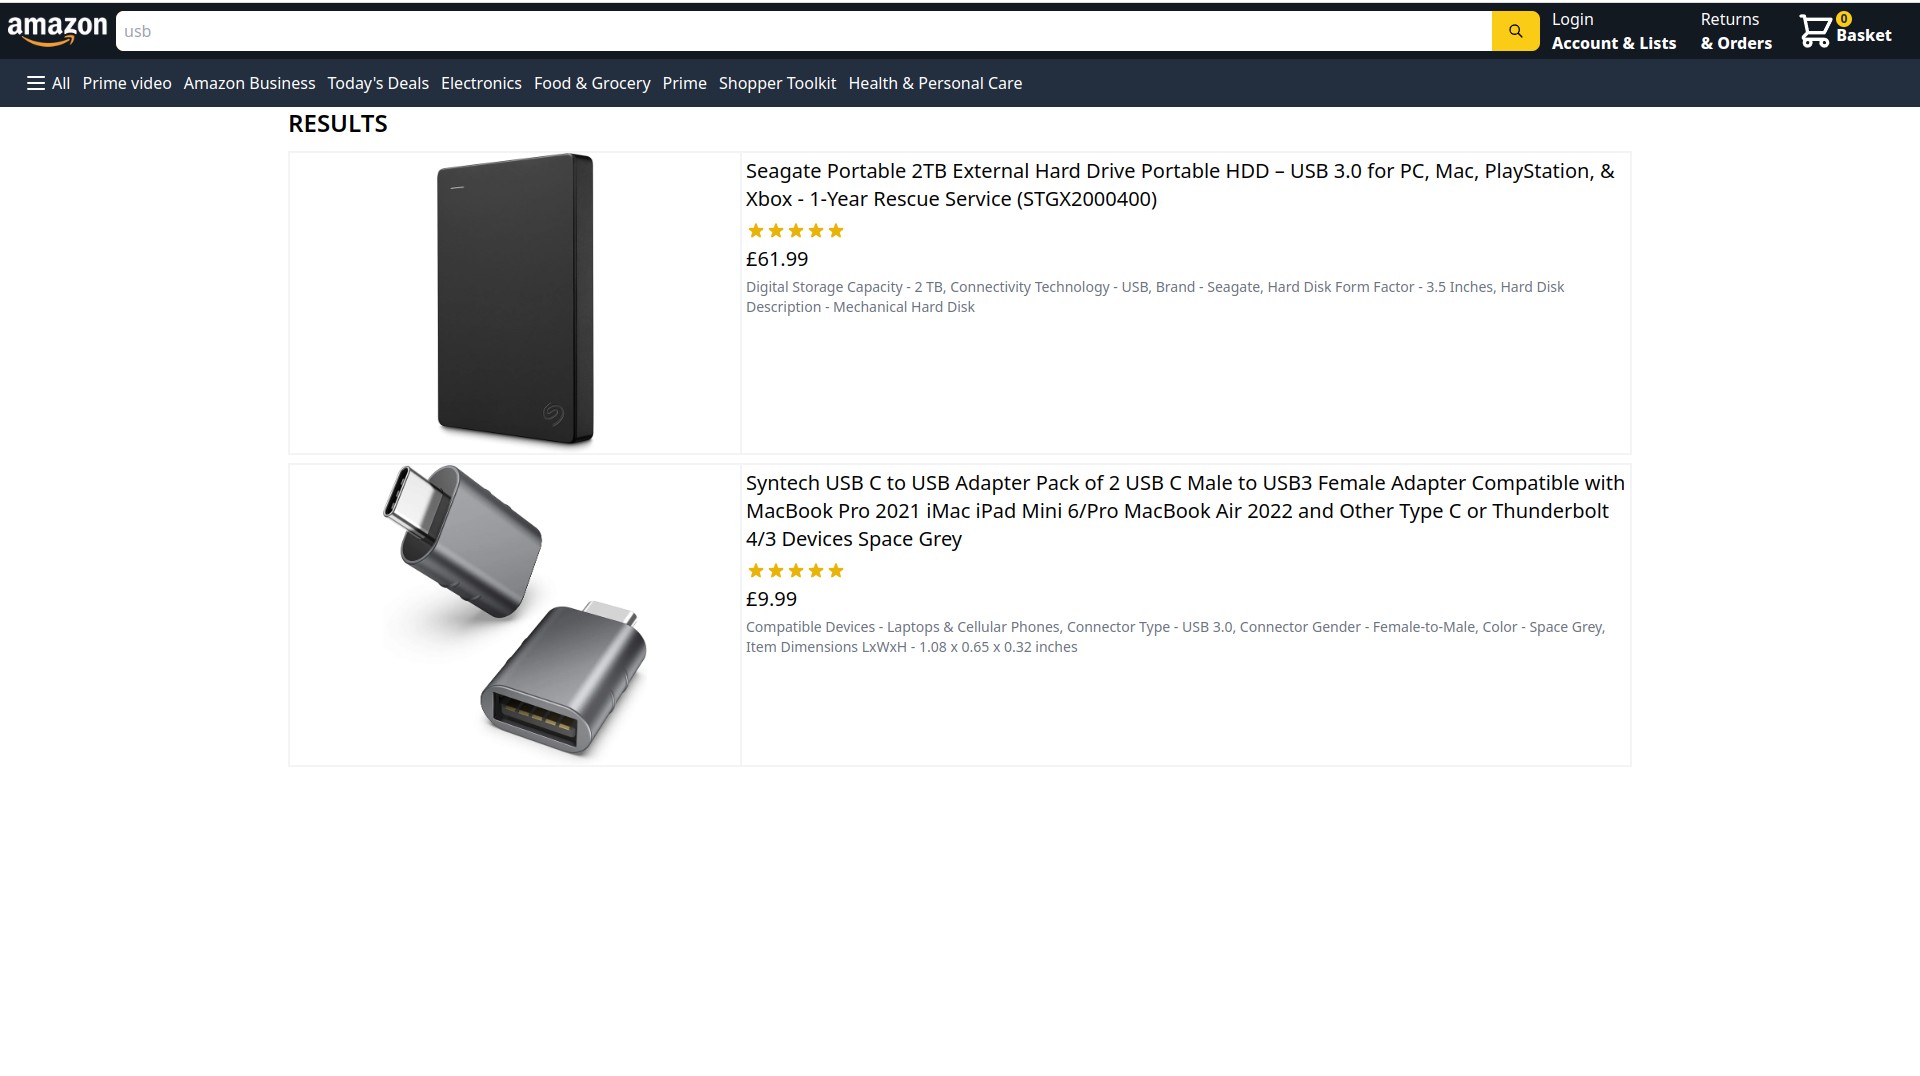 amazon
usb
Login
Account & Lists
Returns
& Orders
0
Basket
All Prime video Amazon Business Today's Deals Electronics Food & Grocery Prime Shopper Toolkit Health & Personal Care
RESULTS
Seagate Portable 2TB External Hard Drive Portable HDD – USB 3.0 for PC, Mac, PlayStation, &
Xbox - 1-Year Rescue Service (STGX2000400)
£61.99
Digital Storage Capacity - 2 TB, Connectivity Technology - USB, Brand - Seagate, Hard Disk Form Factor - 3.5 Inches, Hard Disk
Description - Mechanical Hard Disk
Syntech USB C to USB Adapter Pack of 2 USB C Male to USB3 Female Adapter Compatible with
MacBook Pro 2021 iMac iPad Mini 6/Pro MacBook Air 2022 and Other Type C or Thunderbolt
4/3 Devices Space Grey
£9.99
Compatible Devices - Laptops & Cellular Phones, Connector Type - USB 3.0, Connector Gender - Female-to-Male, Color - Space Grey,
Item Dimensions LxWxH - 1.08 x 0.65 x 0.32 inches